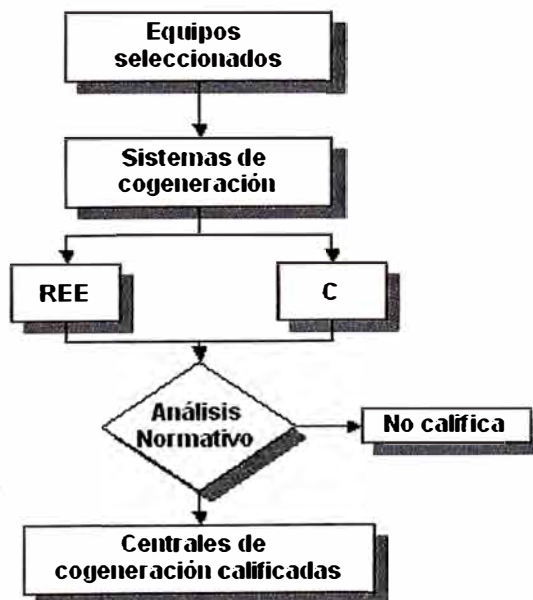 Equipos
seleccionados
Sistemas de
cogeneración
REE
C
Análisis
Normativo
No califica
Centrales de
cogeneración calificadas